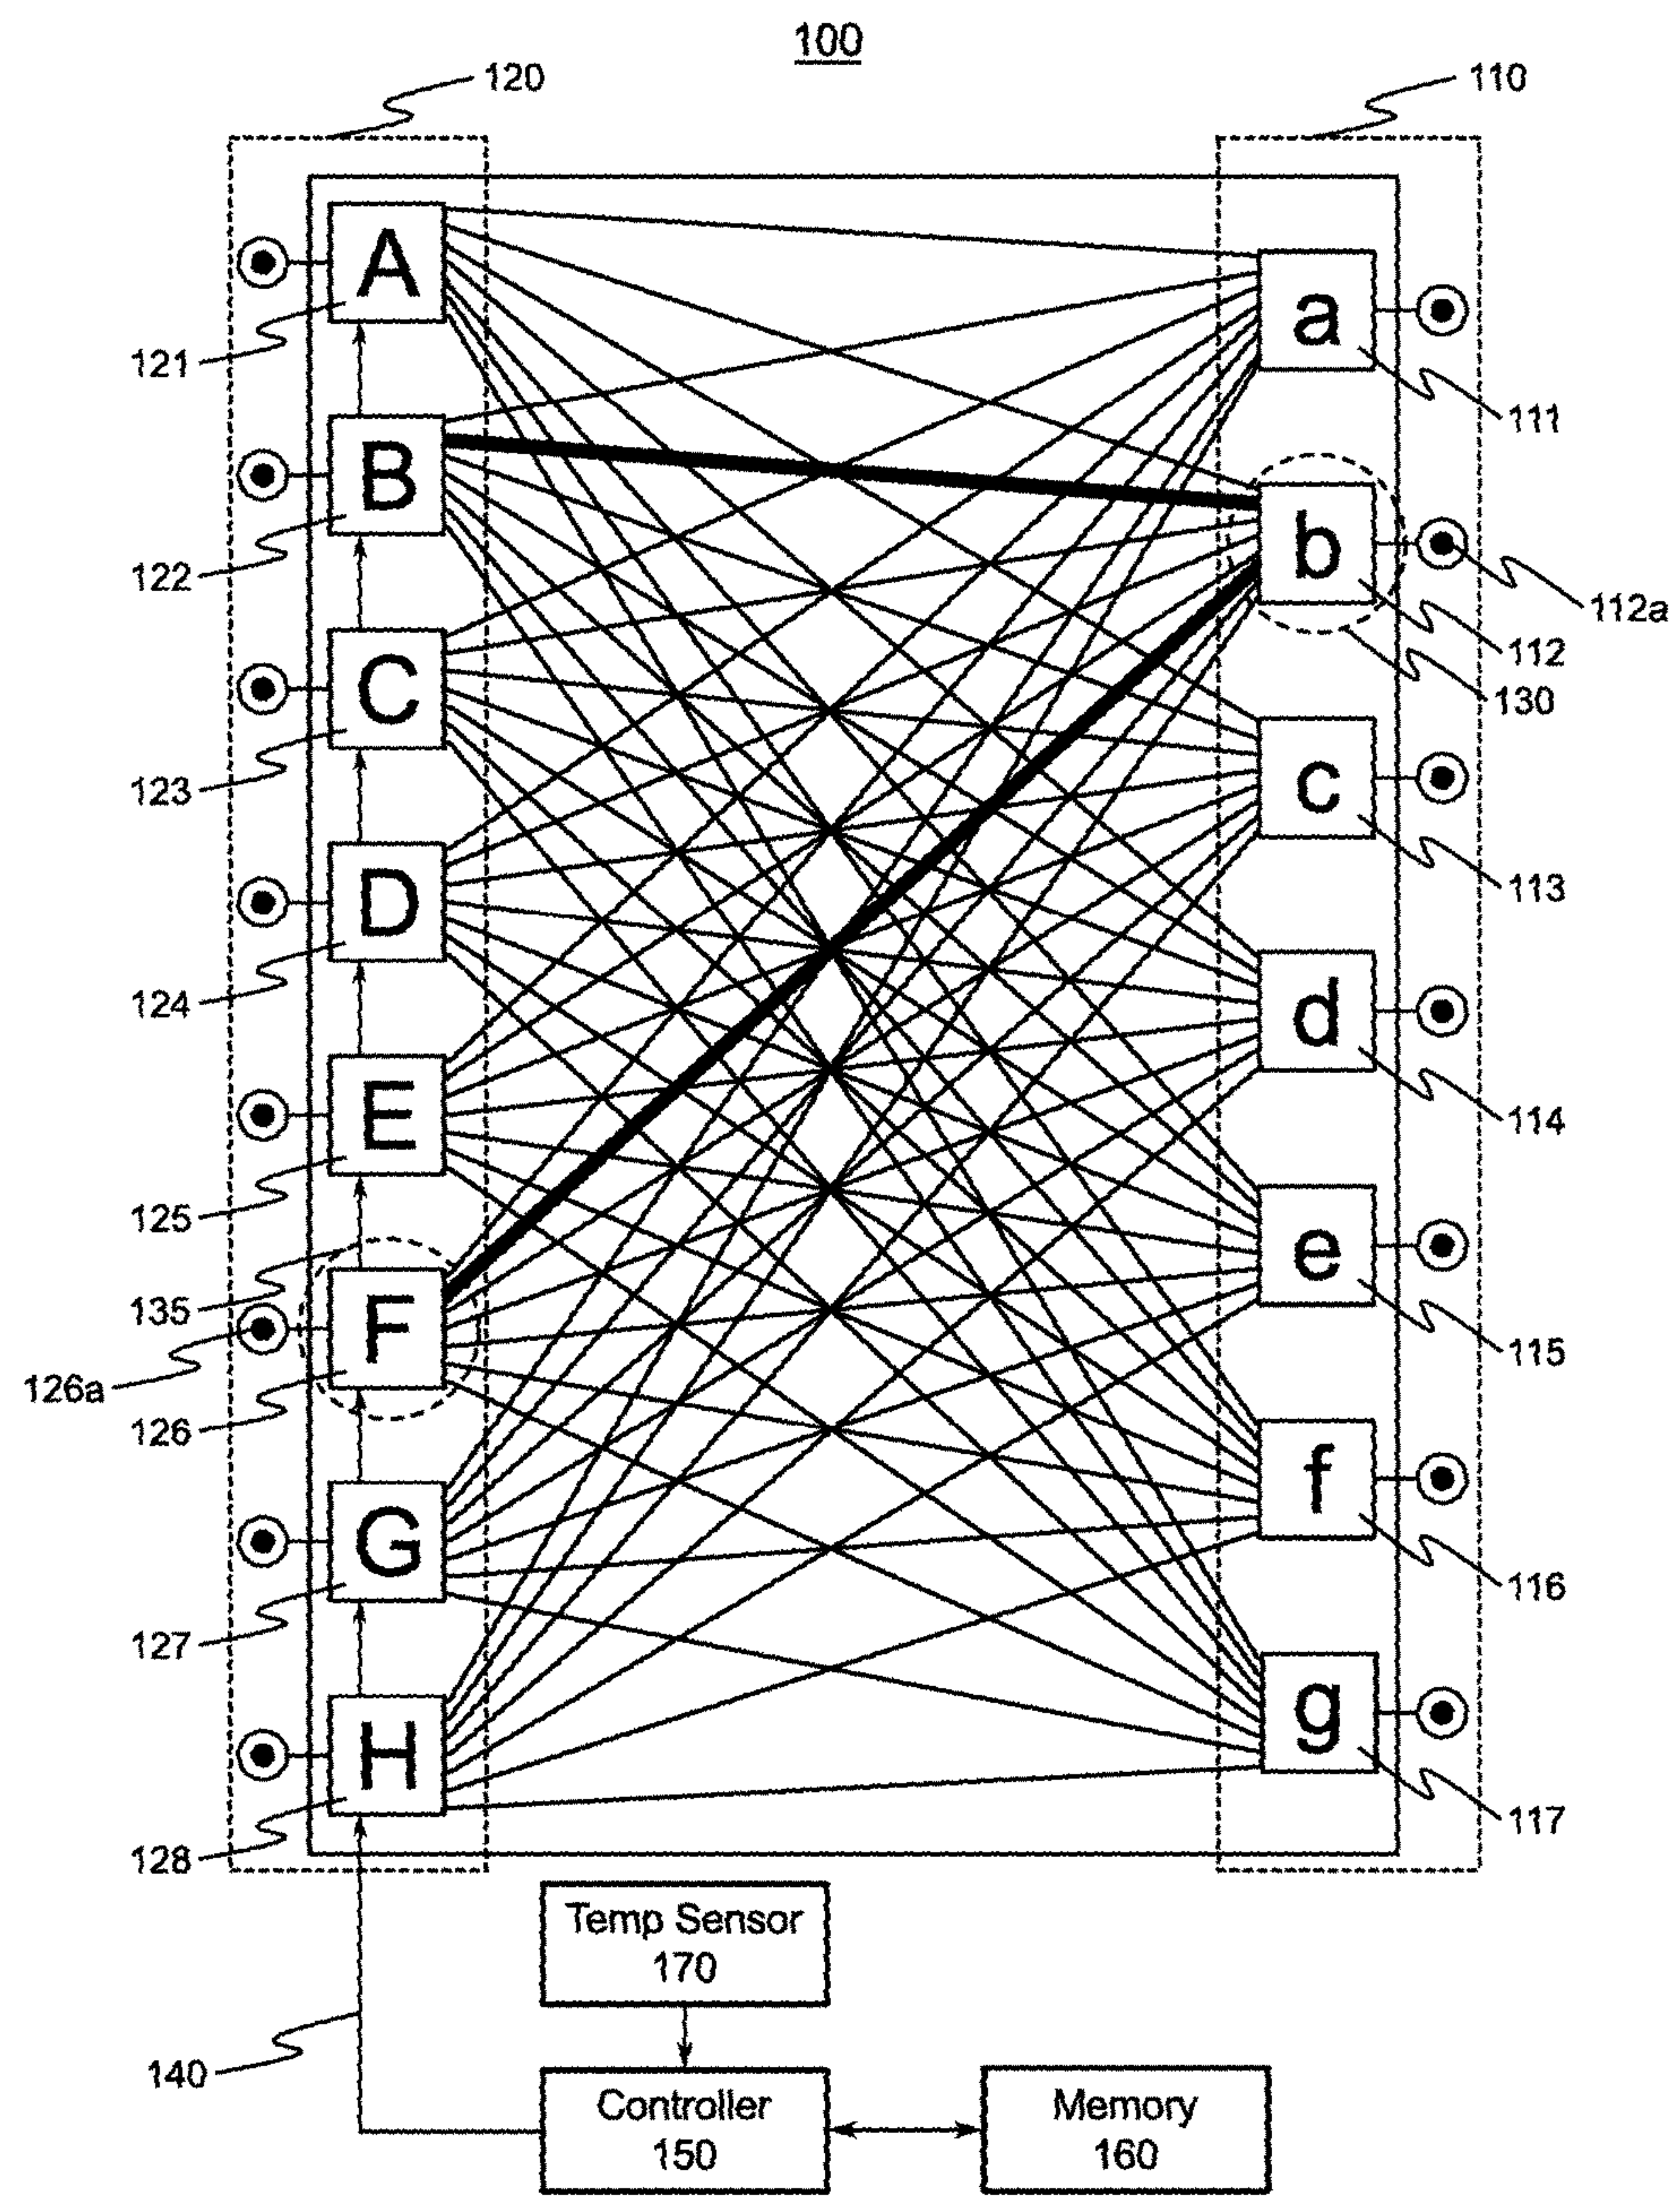 100
120
110
A
a
121
111
B
b
122
112a
112
C
130
123
c
113
D
124
d
114
E
125
e
135
F
115
126a
126
f
G
116
127
g
H
117
128
Temp Sensor
170
140
Controller
150
Memory
160